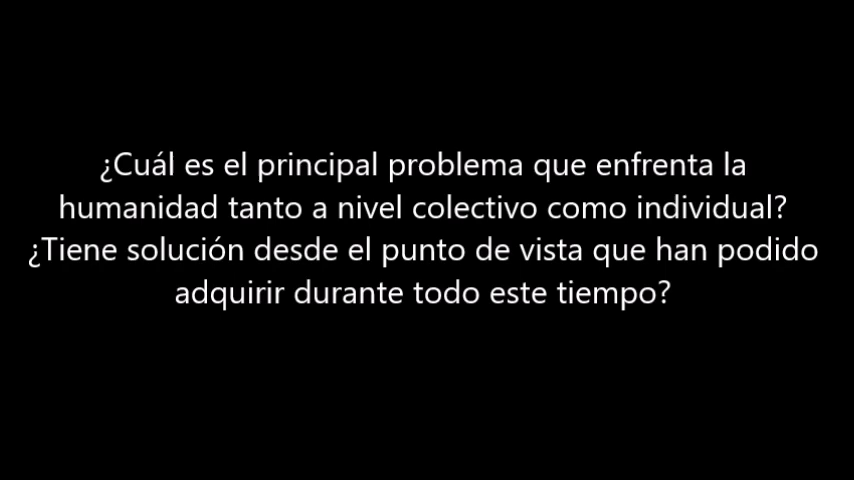 ¿Cuál es el principal problema que enfrenta la
humanidad tanto a nivel colectivo como individual?
¿Tiene solución desde el punto de vista que han podido
adquirir durante todo este tiempo?